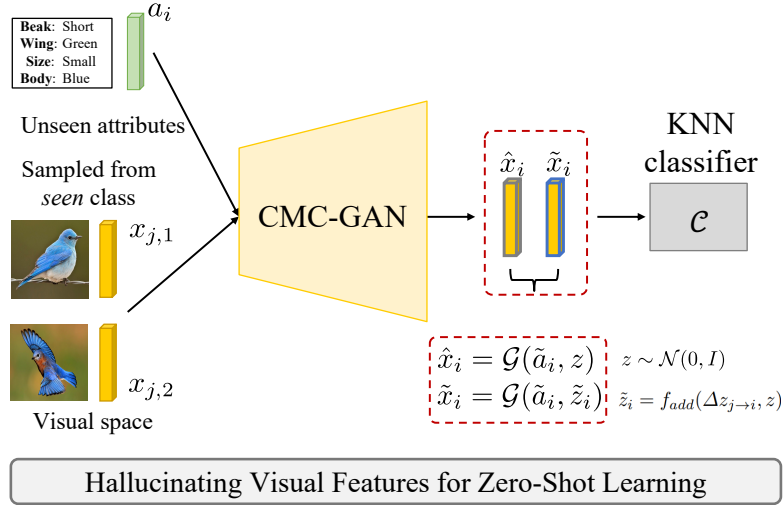 Beak: Short
Wing: Green
Size: Small
Body: Blue
a_i
Unseen attributes
Sampled from
seen class
x_{j,1}
x_{j,2}
Visual space
CMC-GAN
x̂_i x̃_i
KNN
classifier
𝒞
x̂_i = 𝒢(ã_i, z) z ∼ 𝒩(0, I)
x̃_i = 𝒢(ã_i, z̃_i) z̃_i = f_{add}(Δz_{j→i}, z)
Hallucinating Visual Features for Zero-Shot Learning